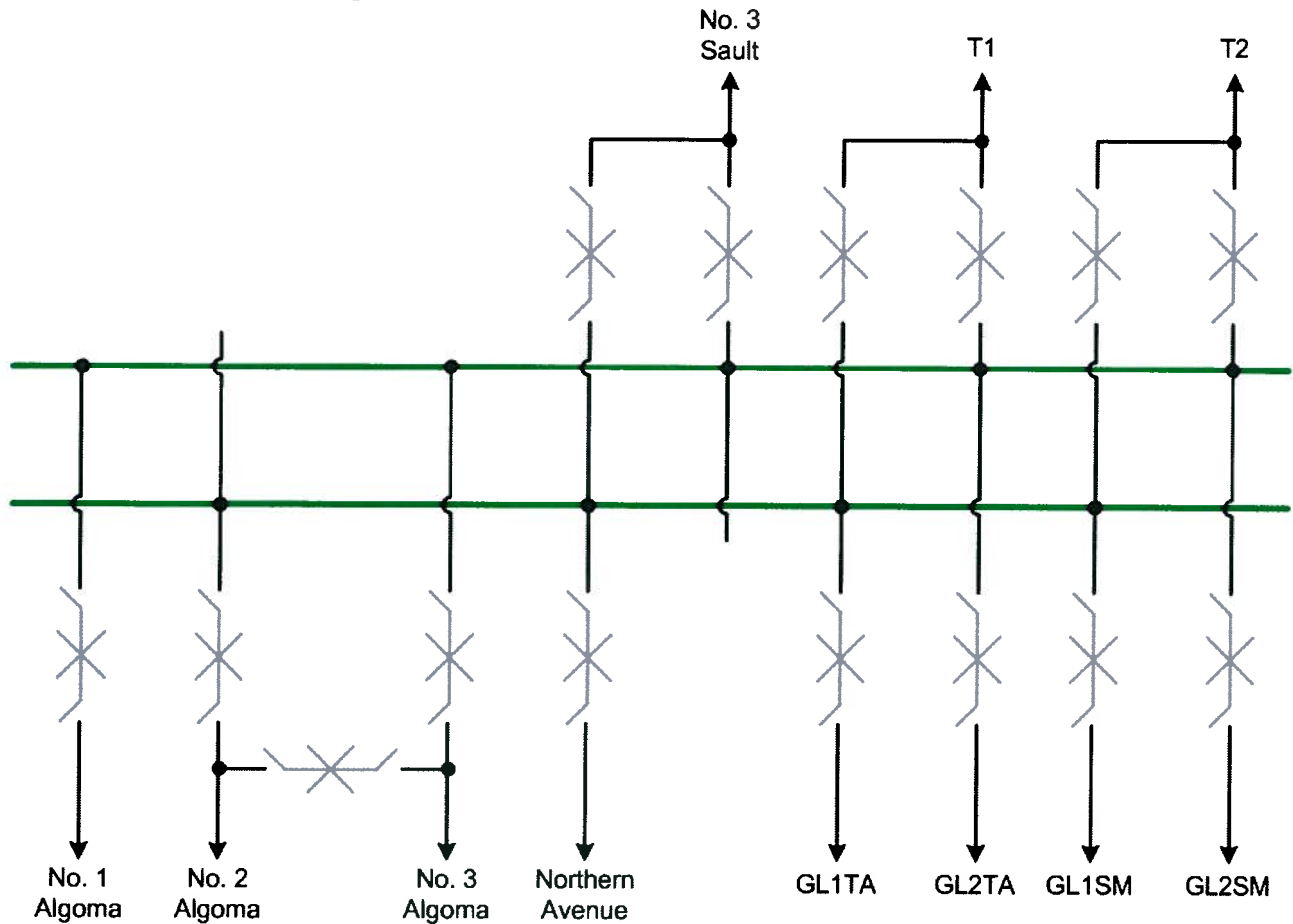 No. 3
Sault
T1
T2
No. 1
Algoma
No. 2
Algoma
No. 3
Algoma
Northern
Avenue
GL1TA
GL2TA
GL1SM
GL2SM